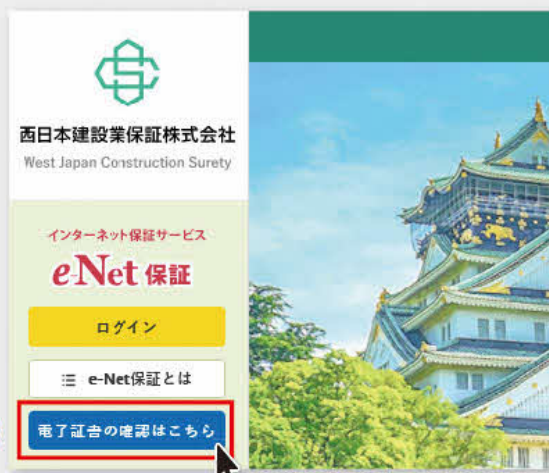 西日本建設業保証株式会社
West Japan Construction Surety
インターネット保証サービス
e-Net 保証
ログイン
e-Net保証とは
電子証書の確認はこちら